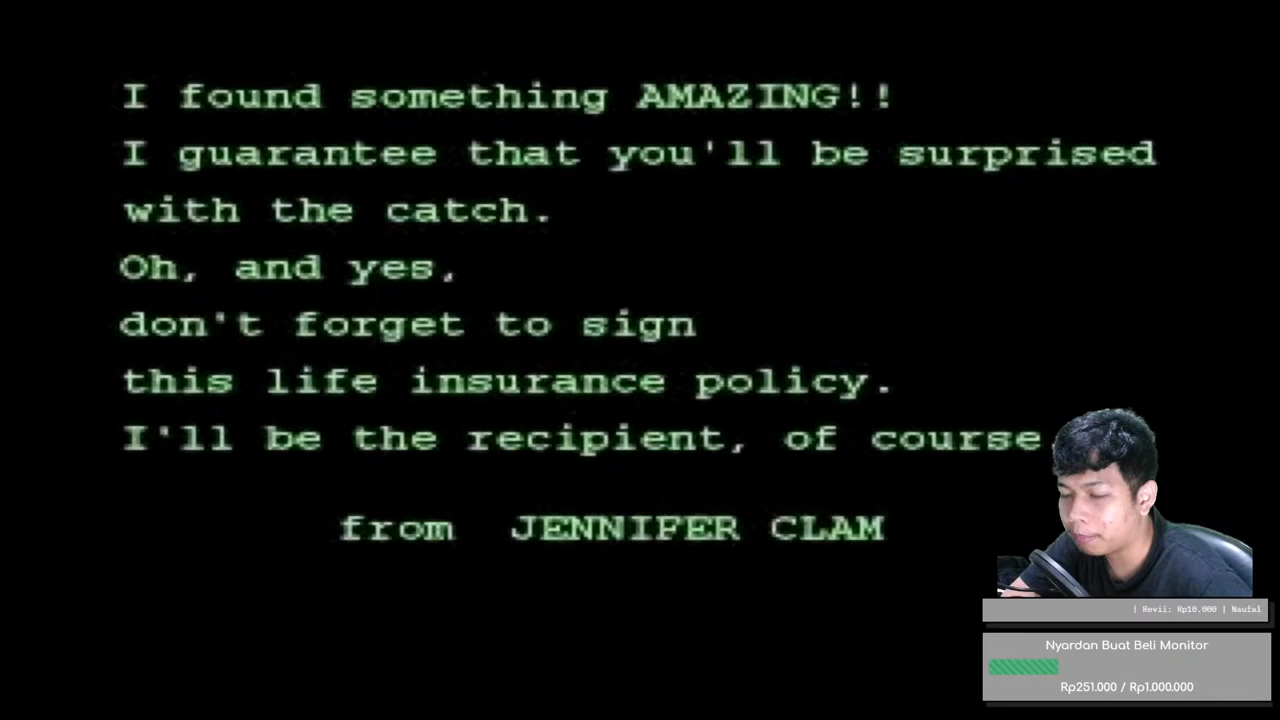 I found something AMAZING!!
I guarantee that you'll be surprised
with the catch.
Oh, and yes,
don't forget to sign
this life insurance policy.
I'll be the recipient, of course
from JENNIFER CLAM
| Revii: Rp10.000 | Naufal
Nyardan Buat Beli Monitor
Rp251.000 / Rp1.000.000